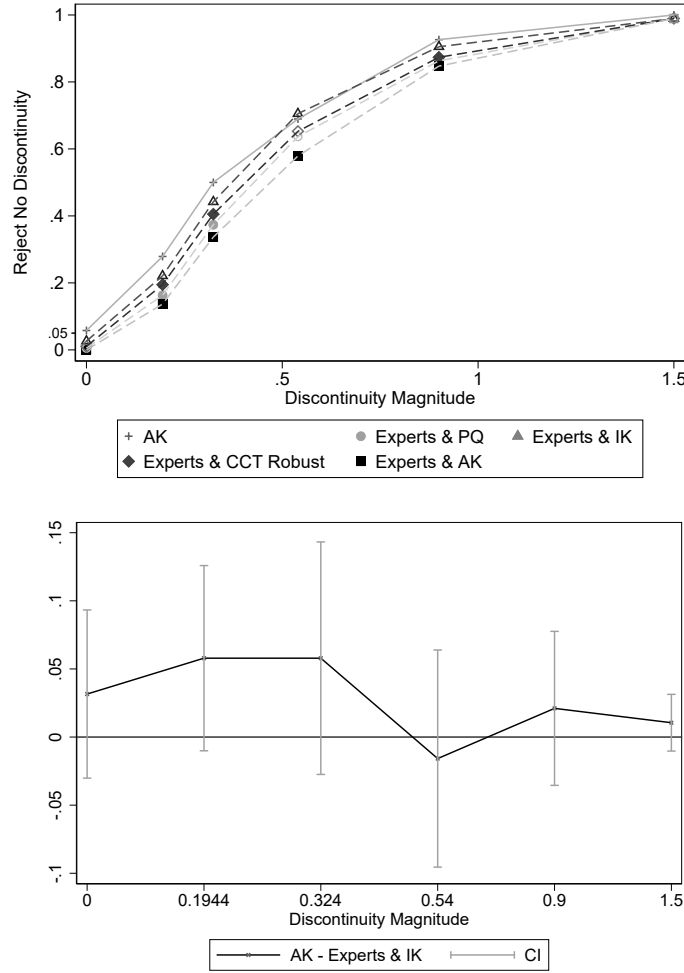 1
.8
.6
.4
.2
.05
0
Reject No Discontinuity
0 .5 1 1.5
Discontinuity Magnitude
AK Experts & PQ Experts & IK
Experts & CCT Robust Experts & AK
.15
.1
.05
0
-.05
-.1
0 0.1944 0.324 0.54 0.9 1.5
Discontinuity Magnitude
AK - Experts & IK CI